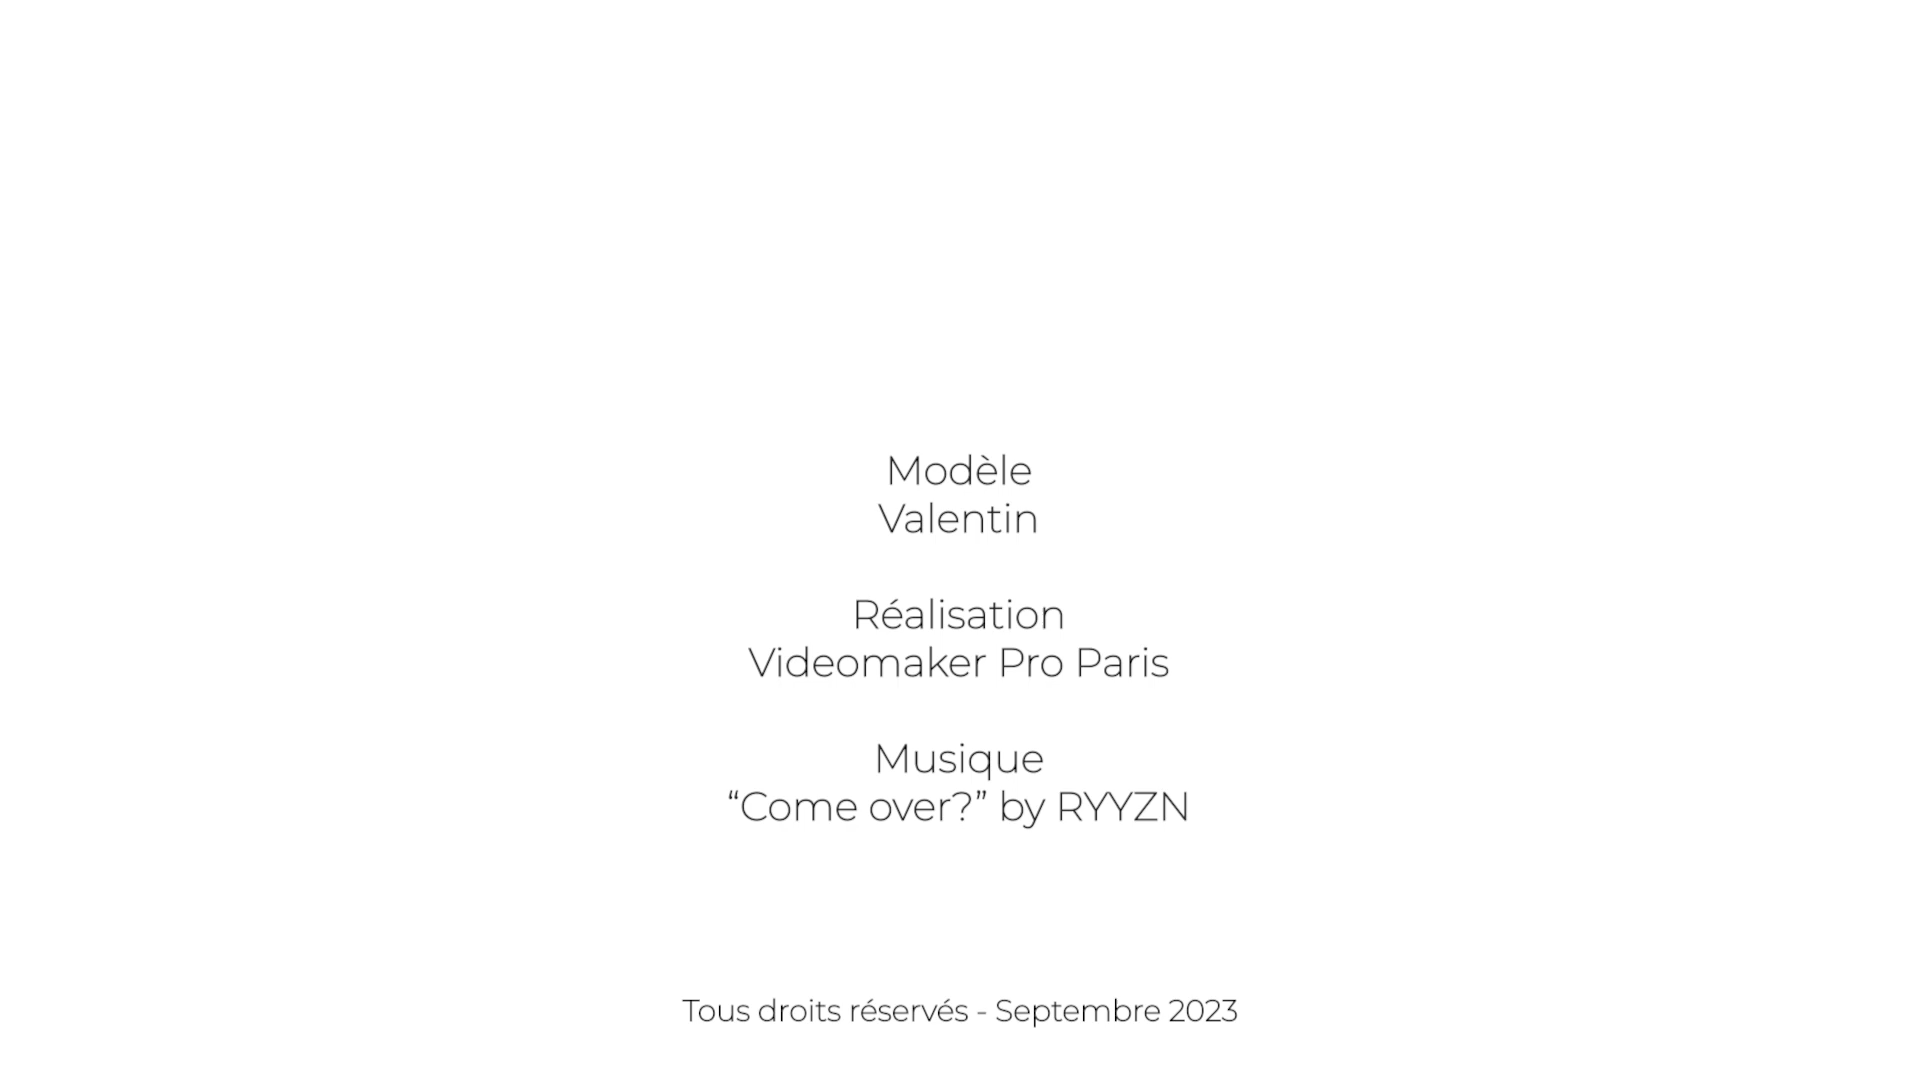 Modèle
Valentin
Réalisation
Videomaker Pro Paris
Musique
“Come over?” by RYYZN
Tous droits réservés - Septembre 2023